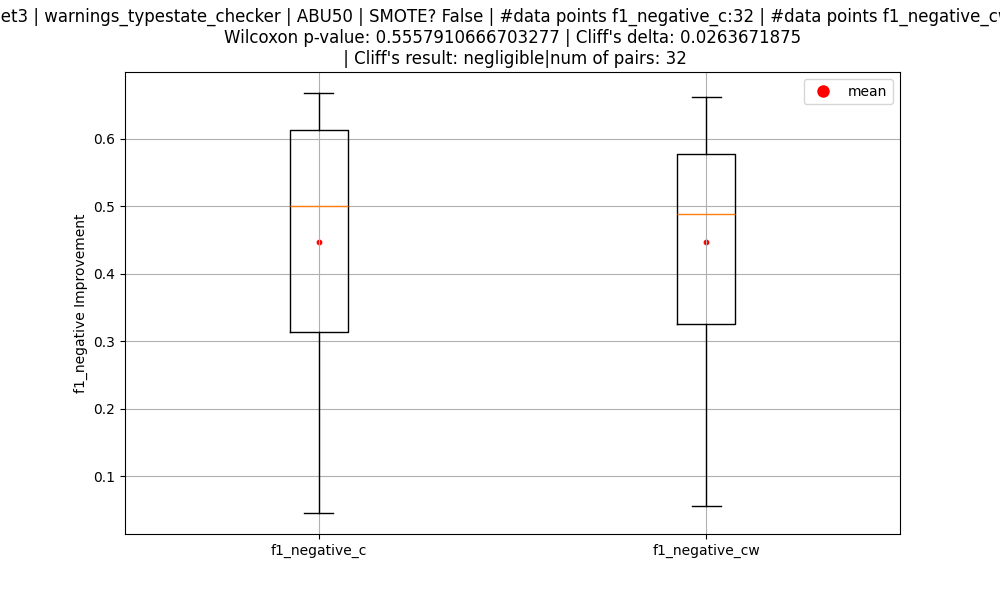 et3 | warnings_typestate_checker | ABU50 | SMOTE? False | #data points f1_negative_c:32 | #data points f1_negative_cw
Wilcoxon p-value: 0.5557910666703277 | Cliff's delta: 0.0263671875
| Cliff's result: negligible|num of pairs: 32
mean
0.6
0.5
0.4
0.3
0.2
0.1
f1_negative Improvement
f1_negative_c
f1_negative_cw